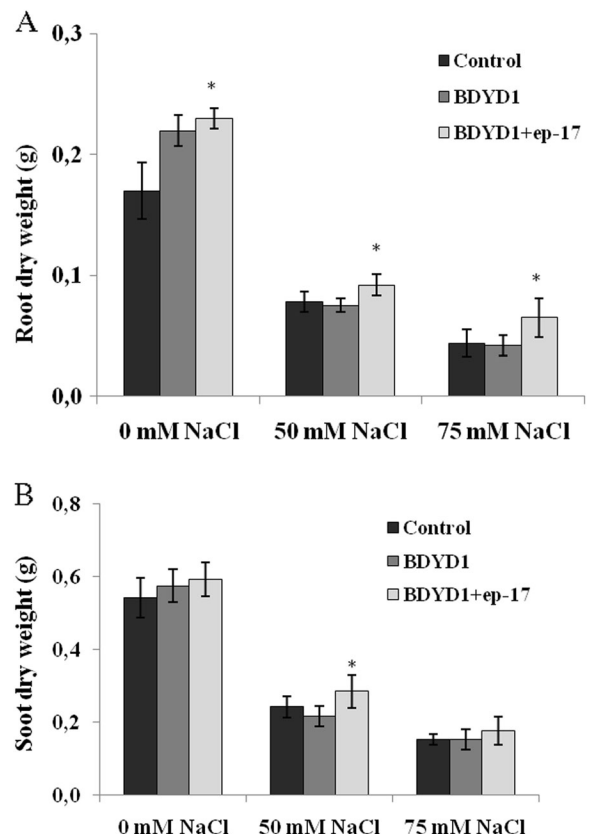 A
0,3
0,2
0,1
0,0
Root dry weight (g)
Control
BDYD1
BDYD1+ep-17
*
*
*
0 mM NaCl 50 mM NaCl 75 mM NaCl
B
0,8
0,6
0,4
0,2
0,0
Soot dry weight (g)
Control
BDYD1
BDYD1+ep-17
*
0 mM NaCl 50 mM NaCl 75 mM NaCl